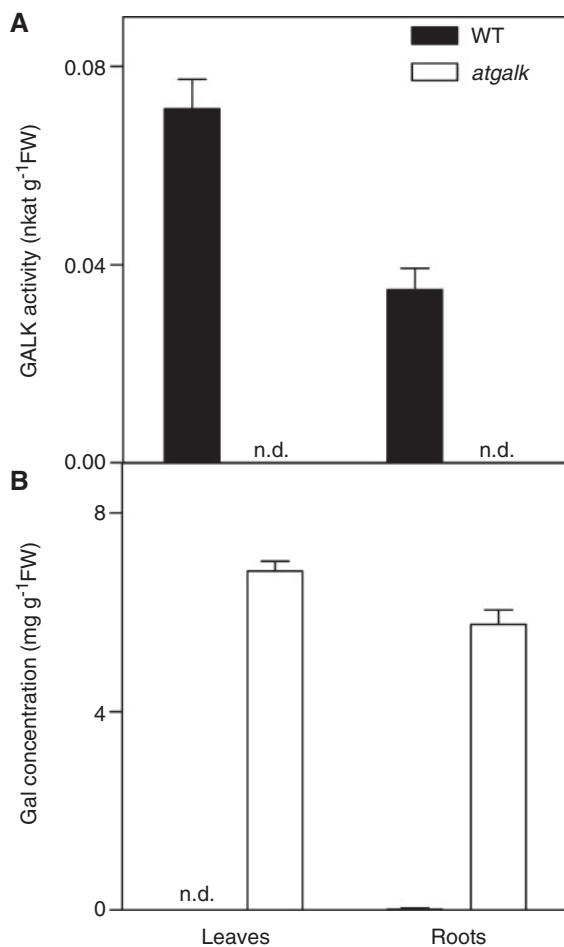 A
WT
atgalk
0.08
0.04
0.00
GALK activity (nkat g⁻¹FW)
n.d.
n.d.
B
8
4
0
Gal concentration (mg g⁻¹FW)
n.d.
Leaves
Roots